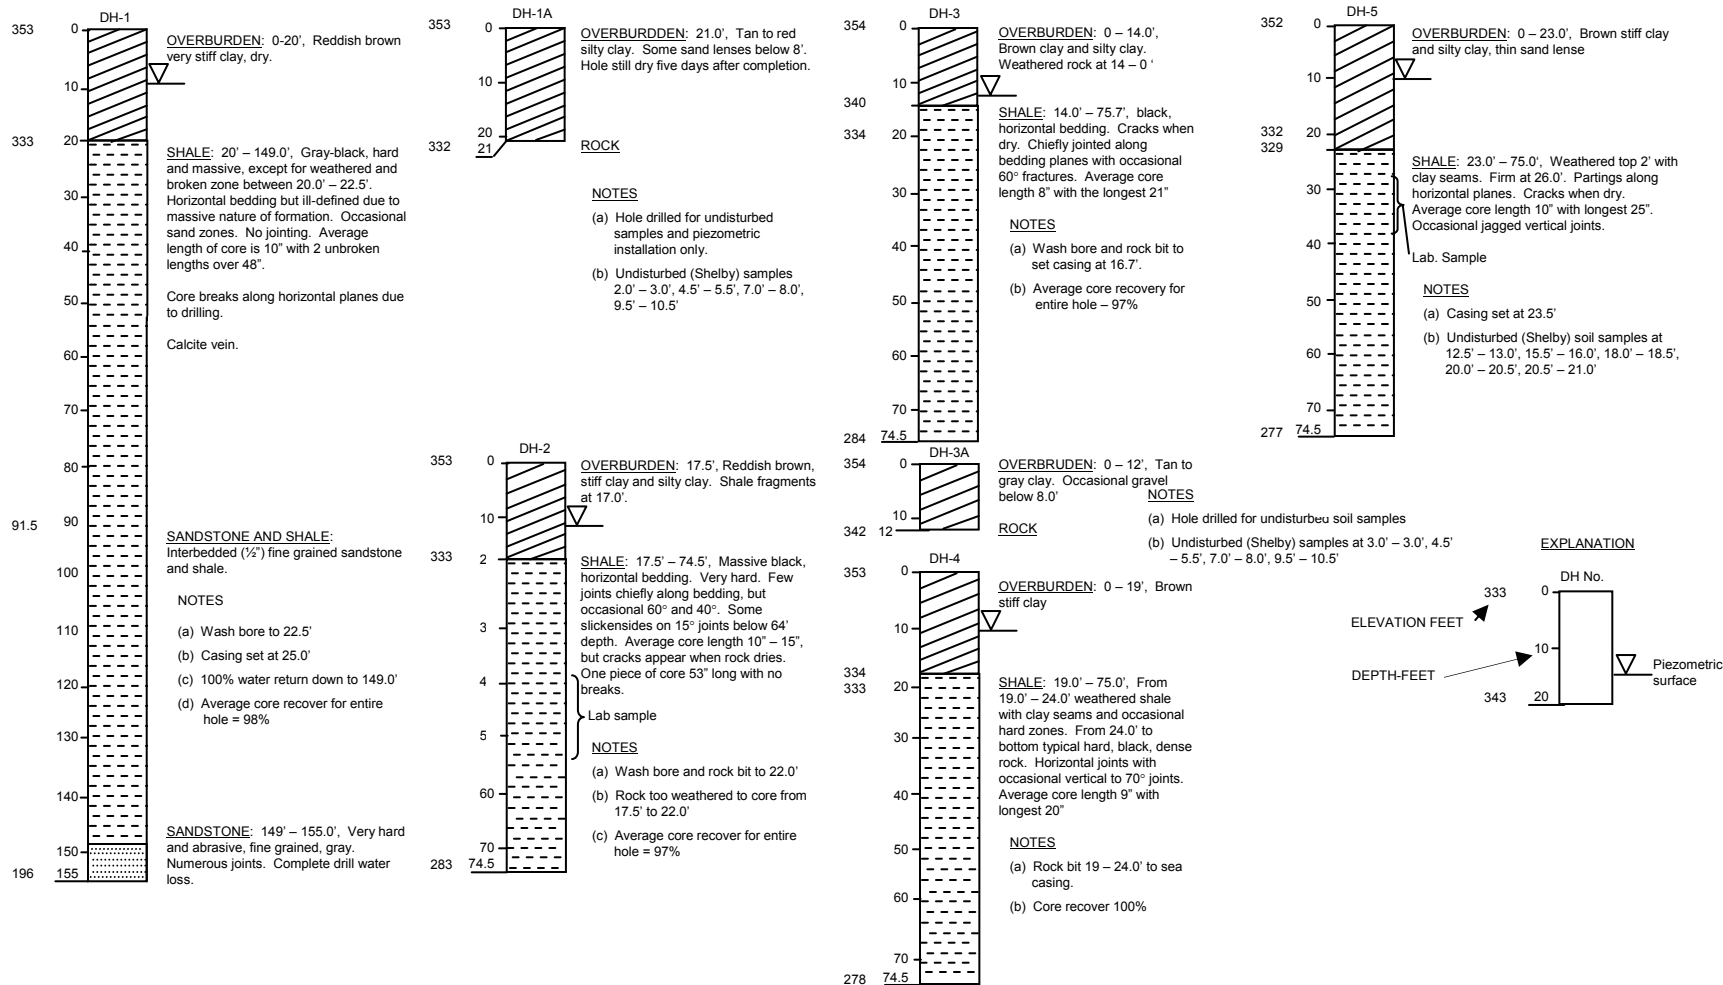 DH-1
353
0
10
333
20
30
40
50
60
70
80
91.5
90
100
110
120
130
140
150
196
155
OVERBURDEN: 0-20’, Reddish brown
very stiff clay, dry.
SHALE: 20’ – 149.0’, Gray-black, hard
and massive, except for weathered and
broken zone between 20.0’ – 22.5’.
Horizontal bedding but ill-defined due to
massive nature of formation. Occasional
sand zones. No jointing. Average
length of core is 10” with 2 unbroken
lengths over 48”.
Core breaks along horizontal planes due
to drilling.
Calcite vein.
SANDSTONE AND SHALE:
Interbedded (½”) fine grained sandstone
and shale.
NOTES
(a) Wash bore to 22.5’
(b) Casing set at 25.0’
(c) 100% water return down to 149.0’
(d) Average core recover for entire
hole = 98%
SANDSTONE: 149’ – 155.0’, Very hard
and abrasive, fine grained, gray.
Numerous joints. Complete drill water
loss.
DH-1A
353
0
10
20
332
21
OVERBURDDEN: 21.0’, Tan to red
silty clay. Some sand lenses below 8’.
Hole still dry five days after completion.
ROCK
NOTES
(a) Hole drilled for undisturbed
samples and piezometric
installation only.
(b) Undisturbed (Shelby) samples
2.0’ – 3.0’, 4.5’ – 5.5’, 7.0’ – 8.0’,
9.5’ – 10.5’
DH-2
353
0
10
333
2
3
4
5
60
70
283
74.5
OVERBURDEN: 17.5’, Reddish brown,
stiff clay and silty clay. Shale fragments
at 17.0’.
SHALE: 17.5’ – 74.5’, Massive black,
horizontal bedding. Very hard. Few
joints chiefly along bedding, but
occasional 60° and 40°. Some
slickensides on 15° joints below 64’
depth. Average core length 10” – 15”,
but cracks appear when rock dries.
One piece of core 53” long with no
breaks.
Lab sample
NOTES
(a) Wash bore and rock bit to 22.0’
(b) Rock too weathered to core from
17.5’ to 22.0’
(c) Average core recover for entire
hole = 97%
DH-3
354
0
10
340
334
20
30
40
50
60
70
284
74.5
OVERBURDEN: 0 – 14.0’,
Brown clay and silty clay.
Weathered rock at 14 – 0 ‘
SHALE: 14.0’ – 75.7’, black,
horizontal bedding. Cracks when
dry. Chiefly jointed along
bedding planes with occasional
60° fractures. Average core
length 8” with the longest 21”
NOTES
(a) Wash bore and rock bit to
set casing at 16.7’.
(b) Average core recovery for
entire hole – 97%
DH-3A
354
0
10
342
12
OVERBRUDEN: 0 – 12’, Tan to
gray clay. Occasional gravel
below 8.0’
ROCK
NOTES
(a) Hole drilled for undisturbed soil samples
(b) Undisturbed (Shelby) samples at 3.0’ – 3.0’, 4.5’
– 5.5’, 7.0’ – 8.0’, 9.5’ – 10.5’
DH-4
353
0
10
334
333
20
30
40
50
60
70
278
74.5
OVERBURDEN: 0 – 19’, Brown
stiff clay
SHALE: 19.0’ – 75.0’, From
19.0’ – 24.0’ weathered shale
with clay seams and occasional
hard zones. From 24.0’ to
bottom typical hard, black, dense
rock. Horizontal joints with
occasional vertical to 70° joints.
Average core length 9” with
longest 20”
NOTES
(a) Rock bit 19 – 24.0’ to sea
casing.
(b) Core recover 100%
DH-5
352
0
10
332
20
329
30
40
50
60
70
277
74.5
OVERBURDEN: 0 – 23.0’, Brown stiff clay
and silty clay, thin sand lense
SHALE: 23.0’ – 75.0‘, Weathered top 2’ with
clay seams. Firm at 26.0’. Partings along
horizontal planes. Cracks when dry.
Average core length 10” with longest 25”.
Occasional jagged vertical joints.
Lab. Sample
NOTES
(a) Casing set at 23.5’
(b) Undisturbed (Shelby) soil samples at
12.5’ – 13.0’, 15.5’ – 16.0’, 18.0’ – 18.5’,
20.0’ – 20.5’, 20.5’ – 21.0’
EXPLANATION
DH No.
333
0
ELEVATION FEET
10
DEPTH-FEET
Piezometric
surface
343
20